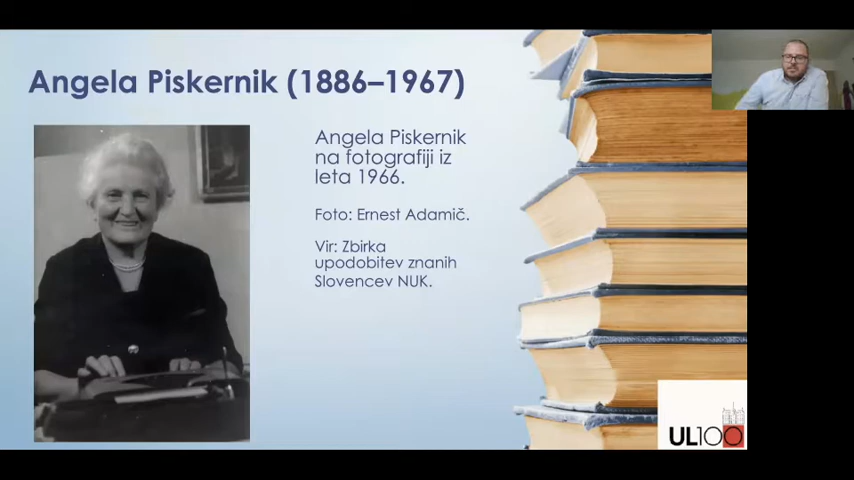 Angela Piskernik (1886–1967)
Angela Piskernik
na fotografiji iz
leta 1966.
Foto: Ernest Adamič.
Vir: Zbirka
upodobitev znanih
Slovencev NUK.
UL100